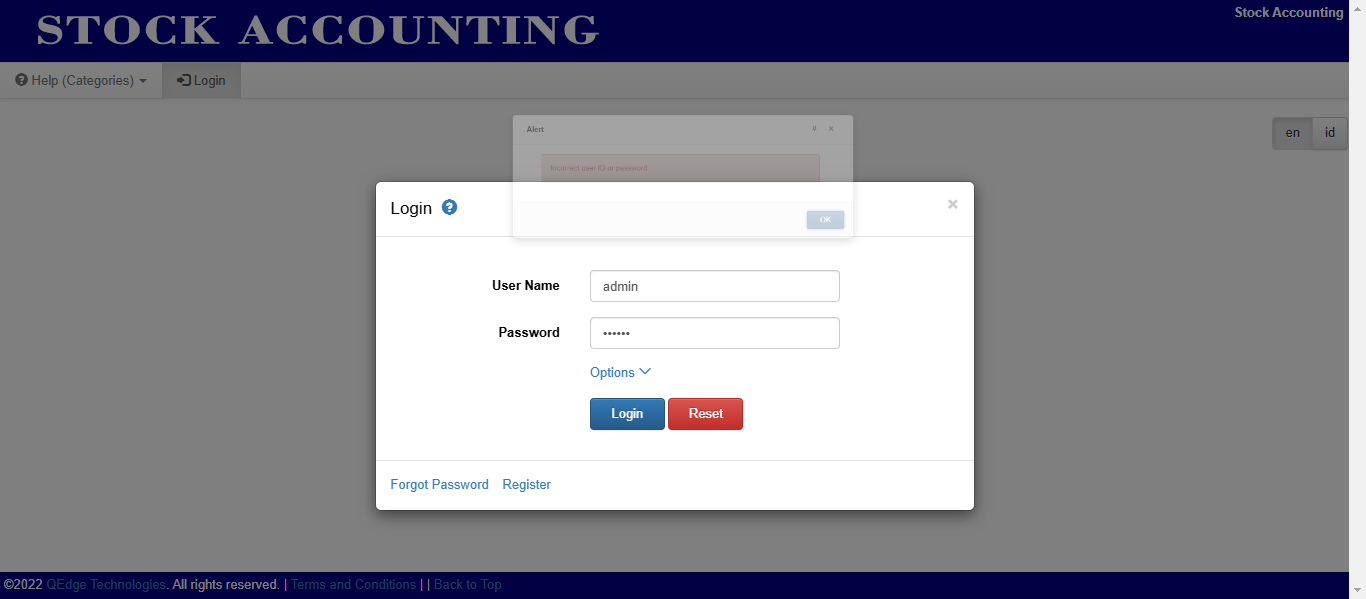 STOCK ACCOUNTING
Stock Accounting
Help (Categories)
Login
en
id
Alert
Incorrect user ID or password
OK
Login
User Name
admin
Password
••••••
Options
Login
Reset
Forgot Password
Register
©2022 QEdge Technologies. All rights reserved. | Terms and Conditions | | Back to Top